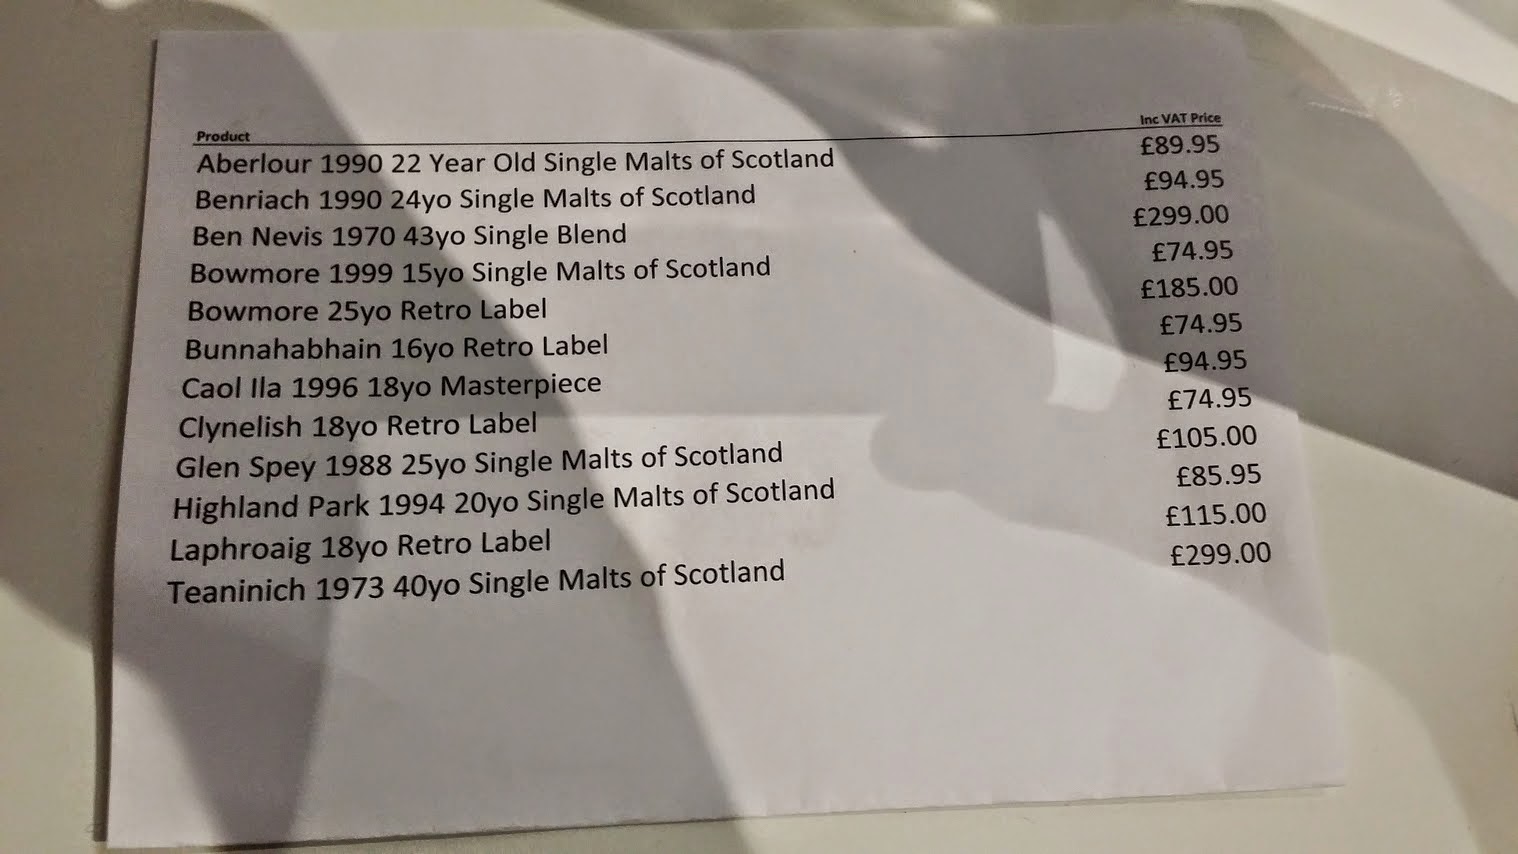 Product Inc VAT Price
Aberlour 1990 22 Year Old Single Malts of Scotland £89.95
Benriach 1990 24yo Single Malts of Scotland £94.95
Ben Nevis 1970 43yo Single Blend £299.00
Bowmore 1999 15yo Single Malts of Scotland £74.95
Bowmore 25yo Retro Label £185.00
Bunnahabhain 16yo Retro Label £74.95
Caol Ila 1996 18yo Masterpiece £94.95
Clynelish 18yo Retro Label £74.95
Glen Spey 1988 25yo Single Malts of Scotland £105.00
Highland Park 1994 20yo Single Malts of Scotland £85.95
Laphroaig 18yo Retro Label £115.00
Teaninich 1973 40yo Single Malts of Scotland £299.00